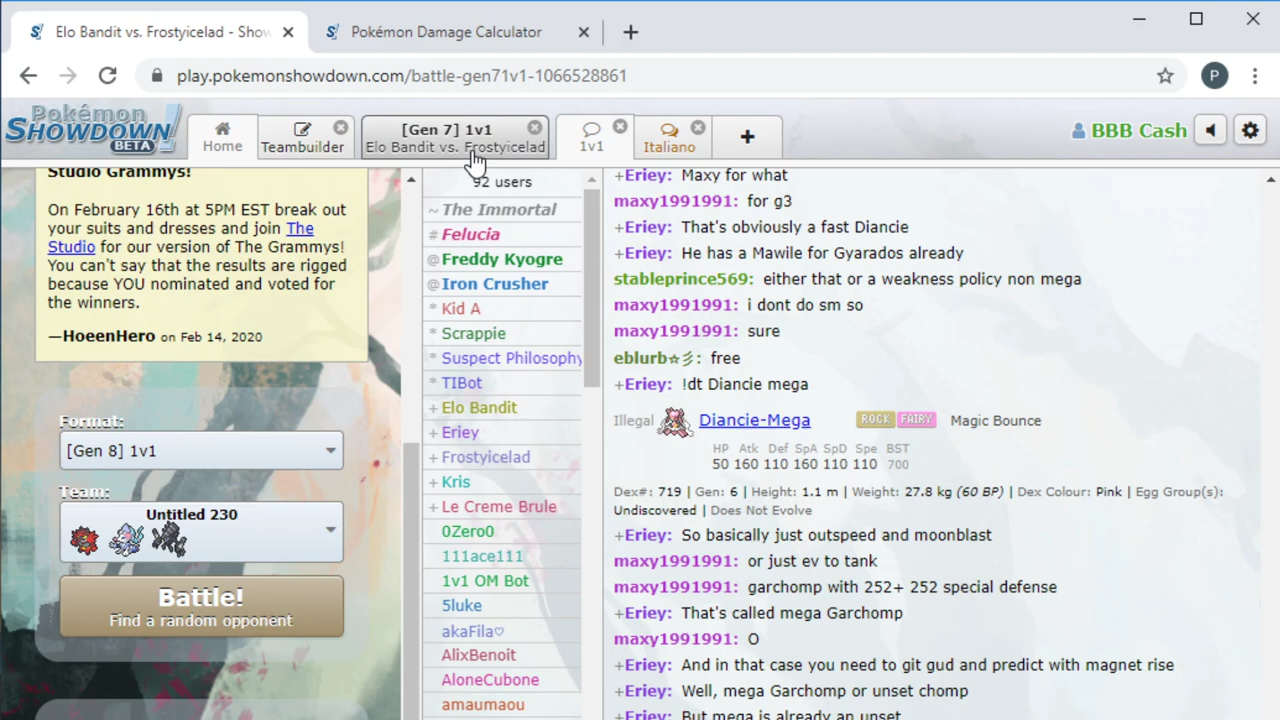 Elo Bandit vs. Frostyicelad - Show
Pokémon Damage Calculator
play.pokemonshowdown.com/battle-gen71v1-1066528861
P
Pokémon
SHOWDOWN!
BETA
Home
Teambuilder
[Gen 7] 1v1
Elo Bandit vs. Frostyicelad
1v1
Italiano
BBB Cash
Studio Grammys!
On February 16th at 5PM EST break out
your suits and dresses and join The
Studio for our version of The Grammys!
You can't say that the results are rigged
because YOU nominated and voted for
the winners.
—HoeenHero on Feb 14, 2020
Format:
[Gen 8] 1v1
Team:
Untitled 230
Battle!
Find a random opponent
92 users
~ The Immortal
# Felucia
@ Freddy Kyogre
@ Iron Crusher
* Kid A
* Scrappie
* Suspect Philosophy
* TIBot
+ Elo Bandit
+ Eriey
+ Frostyicelad
+ Kris
+ Le Creme Brule
0Zero0
111ace111
1v1 OM Bot
5luke
akaFila♡
AlixBenoit
AloneCubone
amaumaou
+Eriey: Maxy for what
maxy1991991: for g3
+Eriey: That's obviously a fast Diancie
+Eriey: He has a Mawile for Gyarados already
stableprince569: either that or a weakness policy non mega
maxy1991991: i dont do sm so
maxy1991991: sure
eblurb☆彡: free
+Eriey: !dt Diancie mega
Illegal Diancie-Mega ROCK FAIRY Magic Bounce
HP Atk Def SpA SpD Spe BST
50 160 110 160 110 110 700
Dex#: 719 | Gen: 6 | Height: 1.1 m | Weight: 27.8 kg (60 BP) | Dex Colour: Pink | Egg Group(s):
Undiscovered | Does Not Evolve
+Eriey: So basically just outspeed and moonblast
maxy1991991: or just ev to tank
maxy1991991: garchomp with 252+ 252 special defense
+Eriey: That's called mega Garchomp
maxy1991991: O
+Eriey: And in that case you need to git gud and predict with magnet rise
+Eriey: Well, mega Garchomp or unset chomp
+Eriey: But mega is already an unset